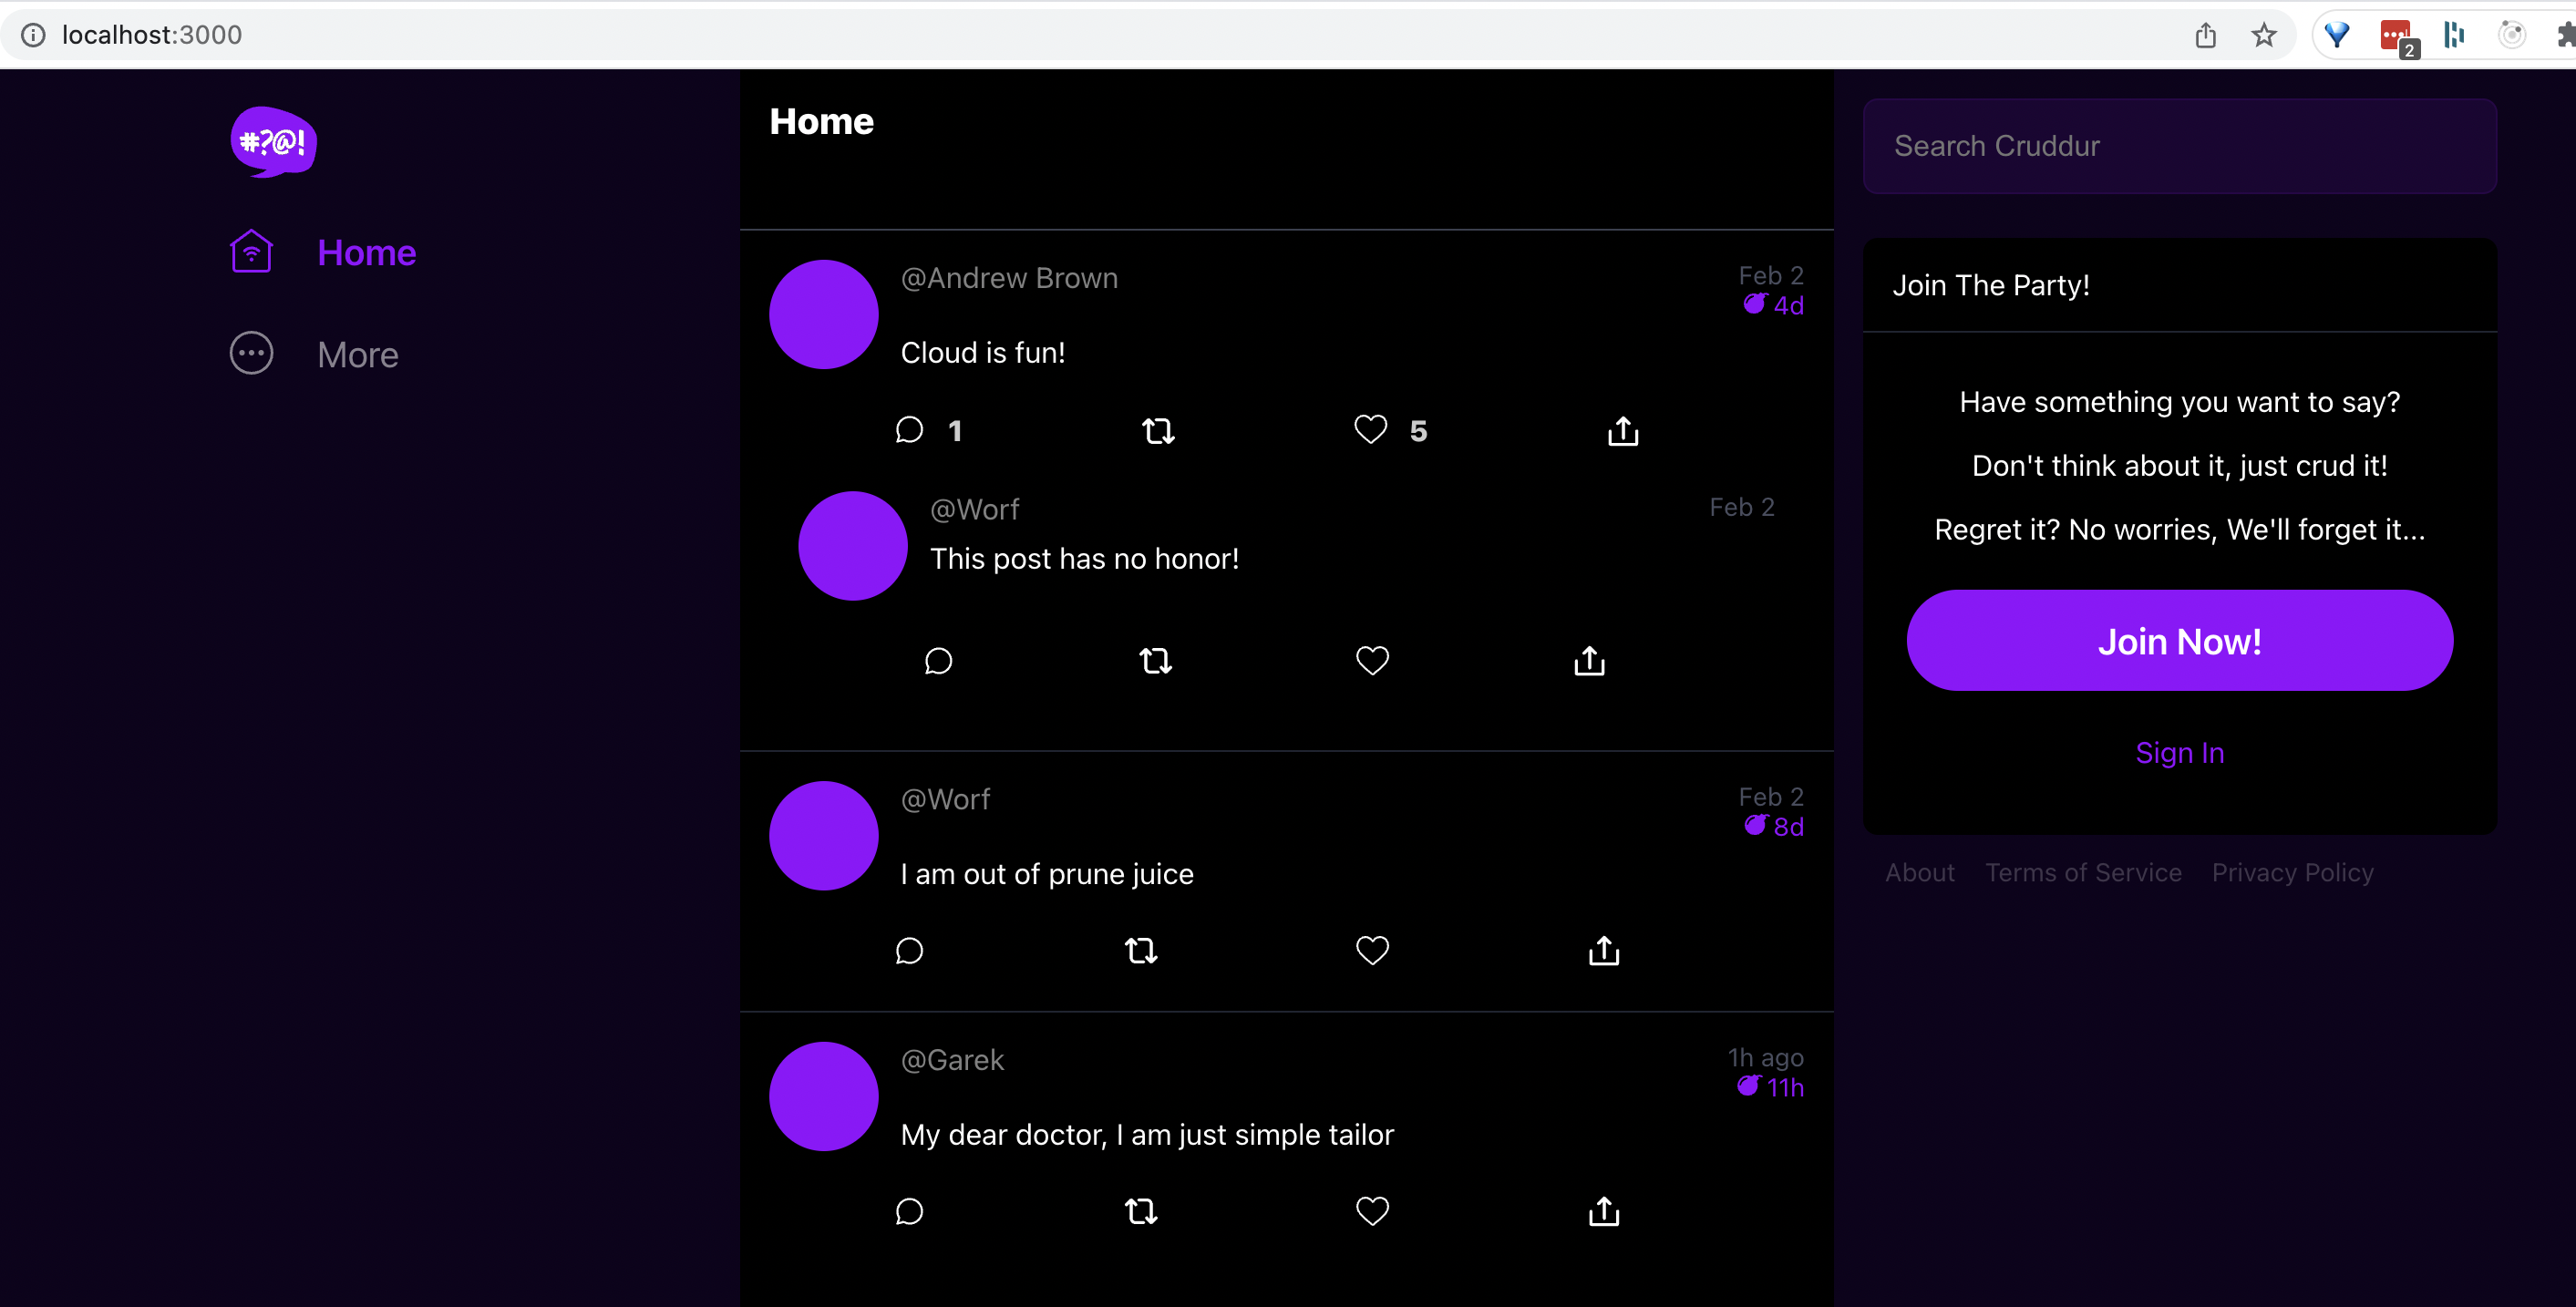 localhost:3000
2
#?@!
Home
More
Home
@Andrew Brown
Feb 2
4d
Cloud is fun!
1
5
@Worf
Feb 2
This post has no honor!
@Worf
Feb 2
8d
I am out of prune juice
@Garek
1h ago
11h
My dear doctor, I am just simple tailor
Search Cruddur
Join The Party!
Have something you want to say?
Don't think about it, just crud it!
Regret it? No worries, We'll forget it...
Join Now!
Sign In
About Terms of Service Privacy Policy